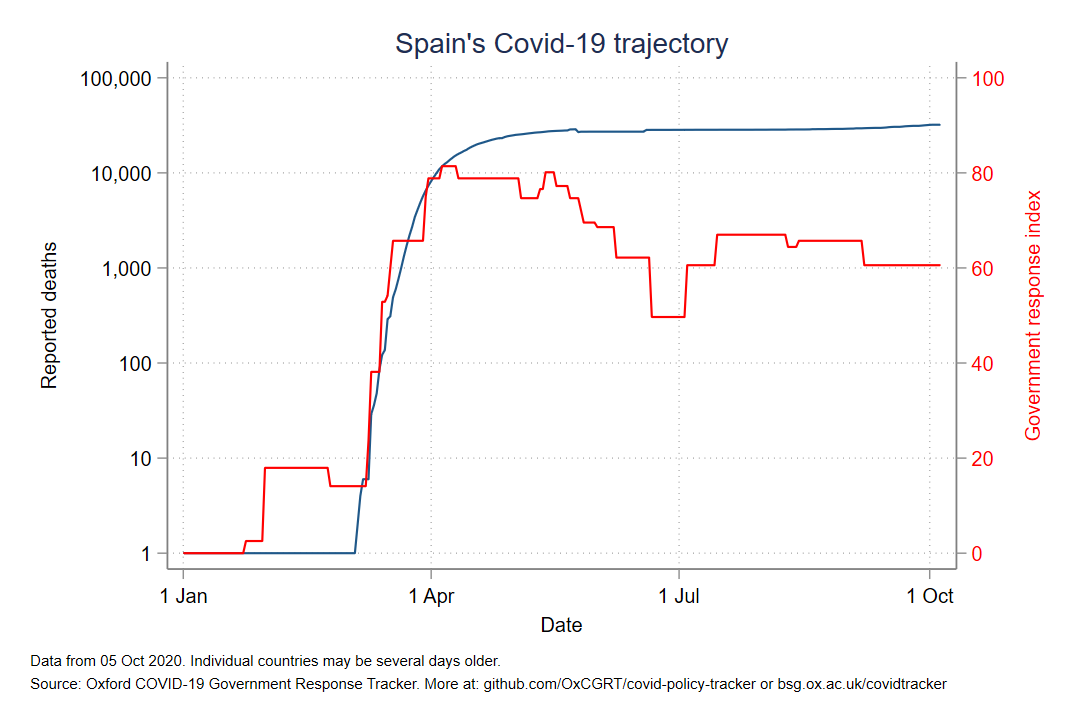 Spain's Covid-19 trajectory
100,000
10,000
1,000
100
10
1
Reported deaths
100
80
60
40
20
0
Government response index
1 Jan
1 Apr
1 Jul
1 Oct
Date
Data from 05 Oct 2020. Individual countries may be several days older.
Source: Oxford COVID-19 Government Response Tracker. More at: github.com/OxCGRT/covid-policy-tracker or bsg.ox.ac.uk/covidtracker